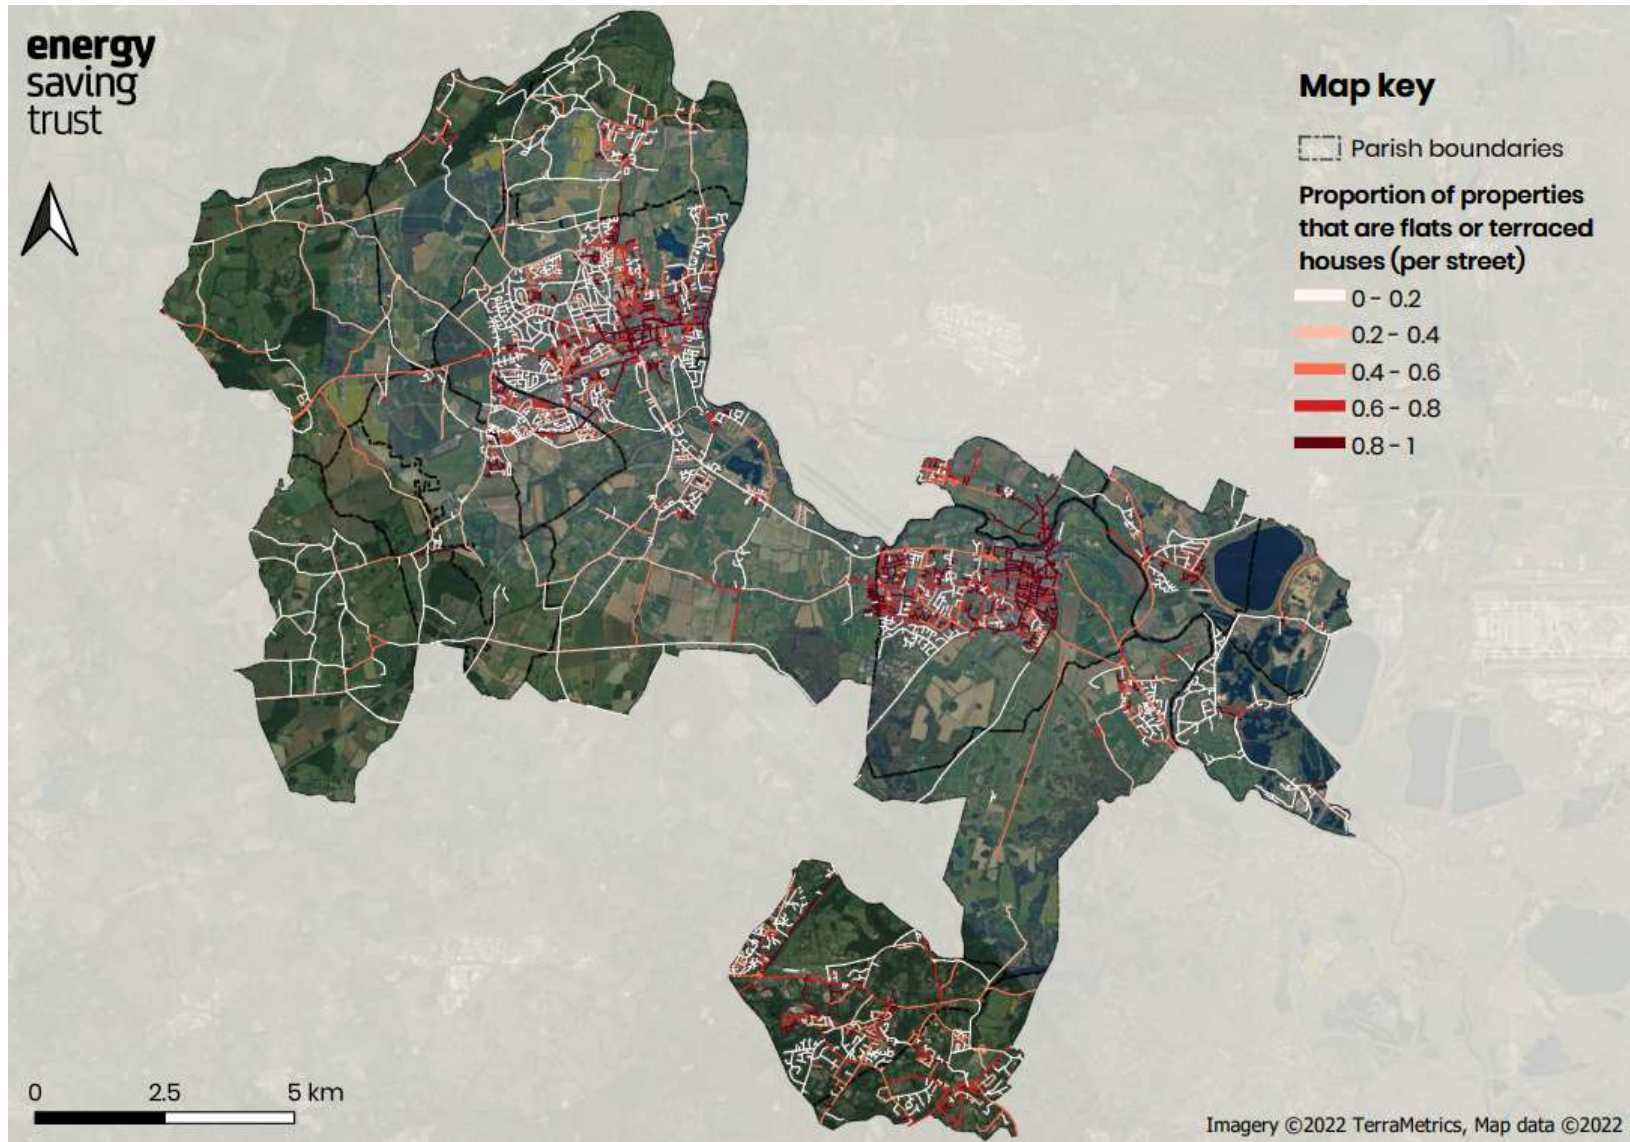 energy
saving
trust
Map key
Parish boundaries
Proportion of properties
that are flats or terraced
houses (per street)
0 - 0.2
0.2 - 0.4
0.4 - 0.6
0.6 - 0.8
0.8 - 1
0 2.5 5 km
Imagery ©2022 TerraMetrics, Map data ©2022